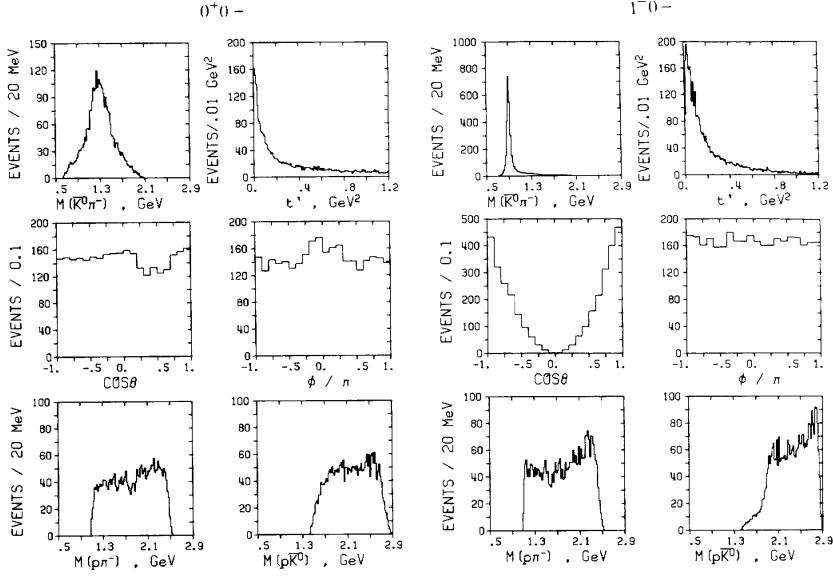 0⁺0−
1⁻0−
EVENTS / 20 MeV
150
120
90
60
30
0
.5 1.3 2.1 2.9
M(K̅⁰π⁻) , GeV
EVENTS/.01 GeV²
200
160
120
80
40
0
0. .4 .8 1.2
t' , GeV²
EVENTS / 20 MeV
1000
800
600
400
200
0
.5 1.3 2.1 2.9
M(K̅⁰π⁻) , GeV
EVENTS/.01 GeV²
200
160
120
80
40
0
0. .4 .8 1.2
t' , GeV²
EVENTS / 0.1
200
160
120
80
40
0
-1. -.5 0. .5 1.
COSθ
200
160
120
80
40
0
-1. -.5 0. .5 1.
ϕ / π
EVENTS / 0.1
500
400
300
200
100
0
-1. -.5 0. .5 1.
COSθ
200
160
120
80
40
0
-1. -.5 0. .5 1.
ϕ / π
EVENTS / 20 MeV
100
80
60
40
20
0
.5 1.3 2.1 2.9
M(pπ⁻) , GeV
100
80
60
40
20
0
.5 1.3 2.1 2.9
M(pK̅⁰) , GeV
EVENTS / 20 MeV
100
80
60
40
20
0
.5 1.3 2.1 2.9
M(pπ⁻) , GeV
100
80
60
40
20
0
.5 1.3 2.1 2.9
M(pK̅⁰) , GeV